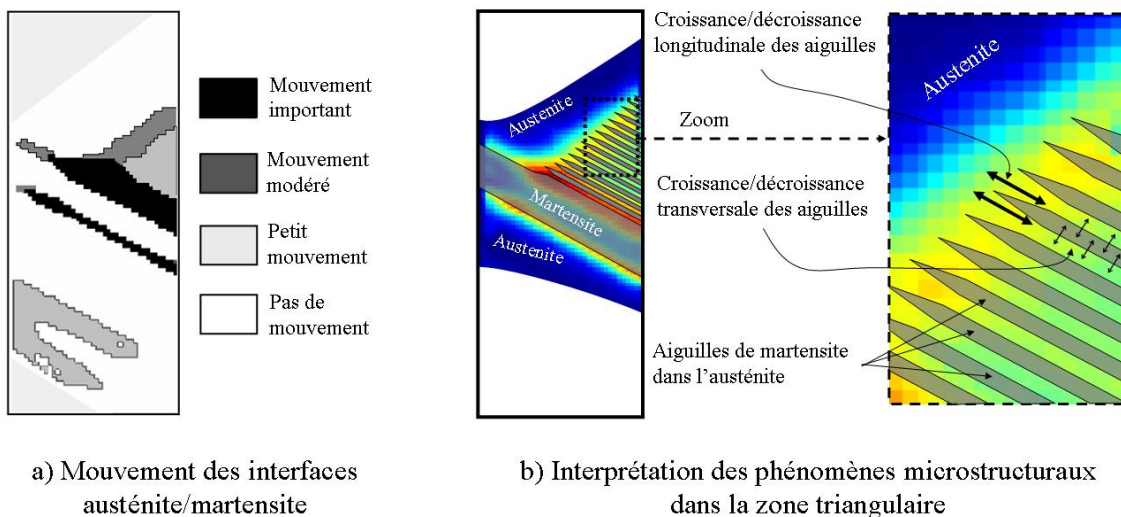 a)
Mouvement
important
Mouvement
modéré
Petit
mouvement
Pas de
mouvement
b)
Austenite
Martensite
Austenite
Croissance/décroissance
longitudinale des aiguilles
Zoom
Croissance/décroissance
transversale des aiguilles
Aiguilles de martensite
dans l’austénite
Austenite
a) Mouvement des interfaces
austénite/martensite
b) Interprétation des phénomènes microstructuraux
dans la zone triangulaire